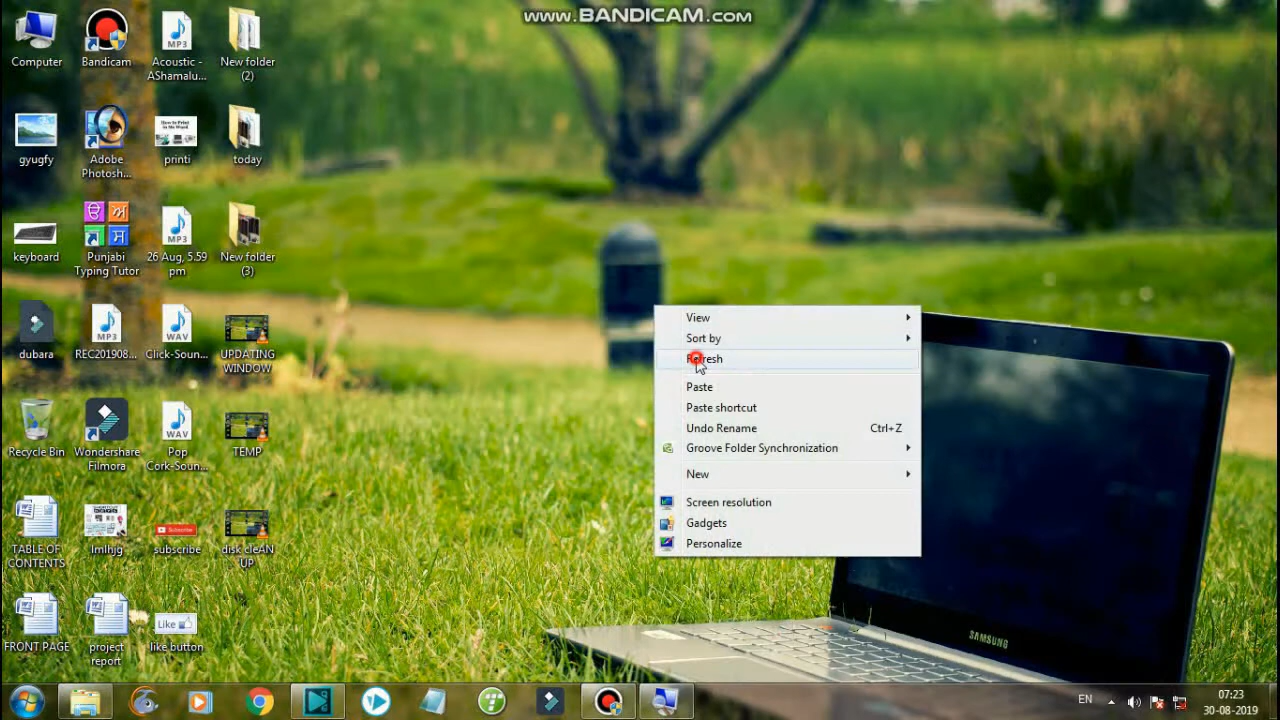 www.BANDICAM.com
Computer
Bandicam
MP3
Acoustic -
AShamalu...
New folder
(2)
gyugfy
Adobe
Photosh...
printi
today
keyboard
ੳ ਅ
ਸ
Punjabi
Typing Tutor
MP3
26 Aug, 5.59
pm
New folder
(3)
dubara
MP3
REC201908...
WAV
Click-Soun...
UPDATING
WINDOW
Recycle Bin
Wondershare
Filmora
WAV
Pop
Cork-Soun...
TEMP
TABLE OF
CONTENTS
lmlhjg
Subscribe
subscribe
disk cleAN
UP
FRONT PAGE
project
report
Like
like button
View
Sort by
Refresh
Paste
Paste shortcut
Undo Rename Ctrl+Z
Groove Folder Synchronization
New
Screen resolution
Gadgets
Personalize
SAMSUNG
EN
07:23
30-08-2019